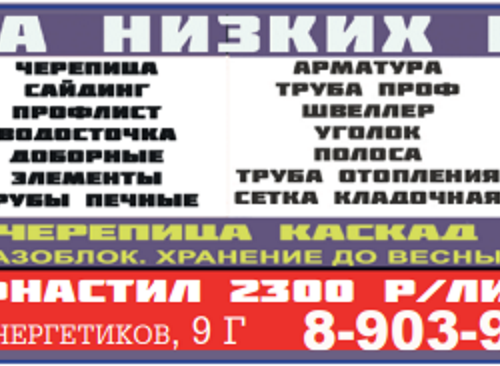 А НИЗКИХ
ЧЕРЕПИЦА
САЙДИНГ
ПРОФЛИСТ
ВОДОСТОЧКА
ДОБОРНЫЕ
ЭЛЕМЕНТЫ
РУБЫ ПЕЧНЫЕ
АРМАТУРА
ТРУБА ПРОФ
ШВЕЛЛЕР
УГОЛОК
ПОЛОСА
ТРУБА ОТОПЛЕНИЯ
СЕТКА КЛАДОЧНАЯ
ЧЕРЕПИЦА КАСКАД
АЗОБЛОК. ХРАНЕНИЕ ДО ВЕСНЫ
ФНАСТИЛ 2300 Р/ЛИ
НЕРГЕТИКОВ, 9 Г
8-903-9